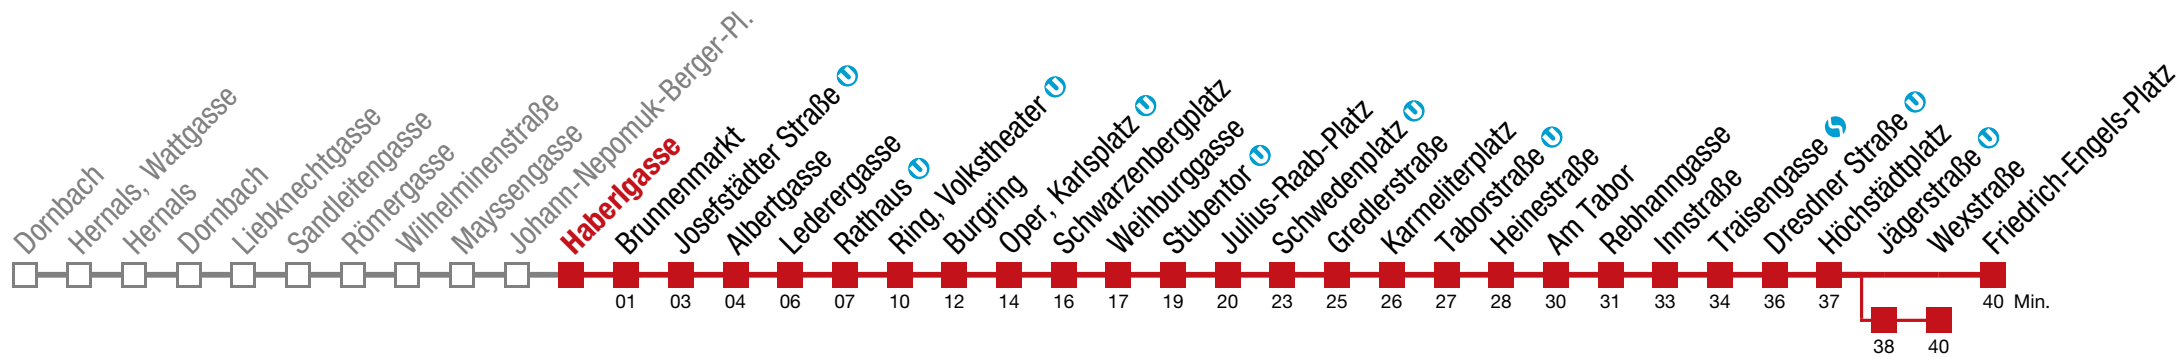 Dornbach
Hernals, Wattgasse
Hernals
Dornbach
Liebknechtgasse
Sandleitengasse
Römergasse
Wilhelminenstraße
Mayssengasse
Johann-Nepomuk-Berger-Pl.
Haberlgasse
Brunnenmarkt
Josefstädter Straße U
Albertgasse
Lederergasse
Rathaus U
Ring, Volkstheater U
Burgring
Oper, Karlsplatz U
Schwarzenbergplatz
Weihburggasse
Stubentor U
Julius-Raab-Platz
Schwedenplatz U
Gredlerstraße
Karmeliterplatz
Taborstraße U
Heinestraße
Am Tabor
Rebhanngasse
Innstraße
Traisengasse S
Dresdner Straße U
Höchstädtplatz
Jägerstraße U
Wexstraße
Friedrich-Engels-Platz
01 03 04 06 07 10 12 14 16 17 19 20 23 25 26 27 28 30 31 33 34 36 37 40 Min.
38 40